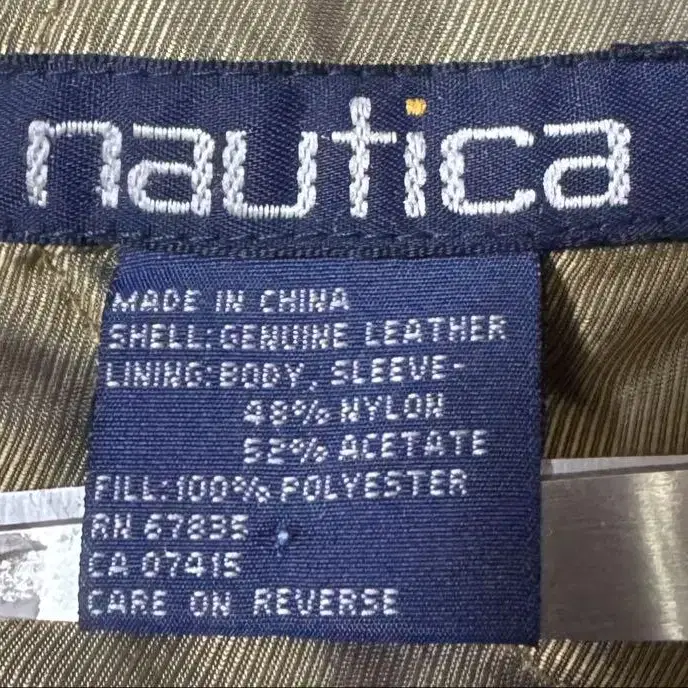 nautica
MADE IN CHINA
SHELL: GENUINE LEATHER
LINING: BODY, SLEEVE-
48% NYLON
52% ACETATE
FILL: 100% POLYESTER
RN 67835
CA 07415
CARE ON REVERSE